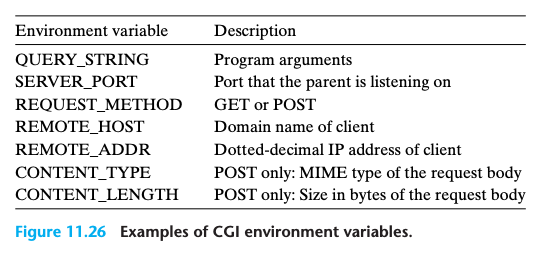 Environment variable Description
QUERY_STRING Program arguments
SERVER_PORT Port that the parent is listening on
REQUEST_METHOD GET or POST
REMOTE_HOST Domain name of client
REMOTE_ADDR Dotted-decimal IP address of client
CONTENT_TYPE POST only: MIME type of the request body
CONTENT_LENGTH POST only: Size in bytes of the request body
Figure 11.26 Examples of CGI environment variables.